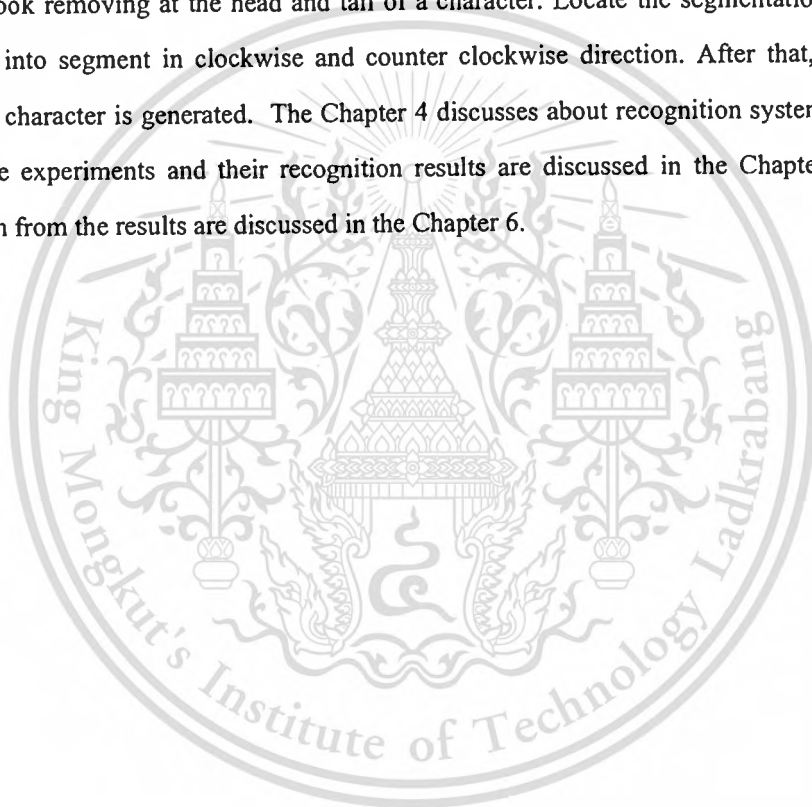 ook removing at the head and tail of a character. Locate the segmentatio
into segment in clockwise and counter clockwise direction. After that,
character is generated.  The Chapter 4 discusses about recognition system
e experiments and their recognition results are discussed in the Chapte
n from the results are discussed in the Chapter 6.
King Mongkut's Institute of Technology Ladkrabang